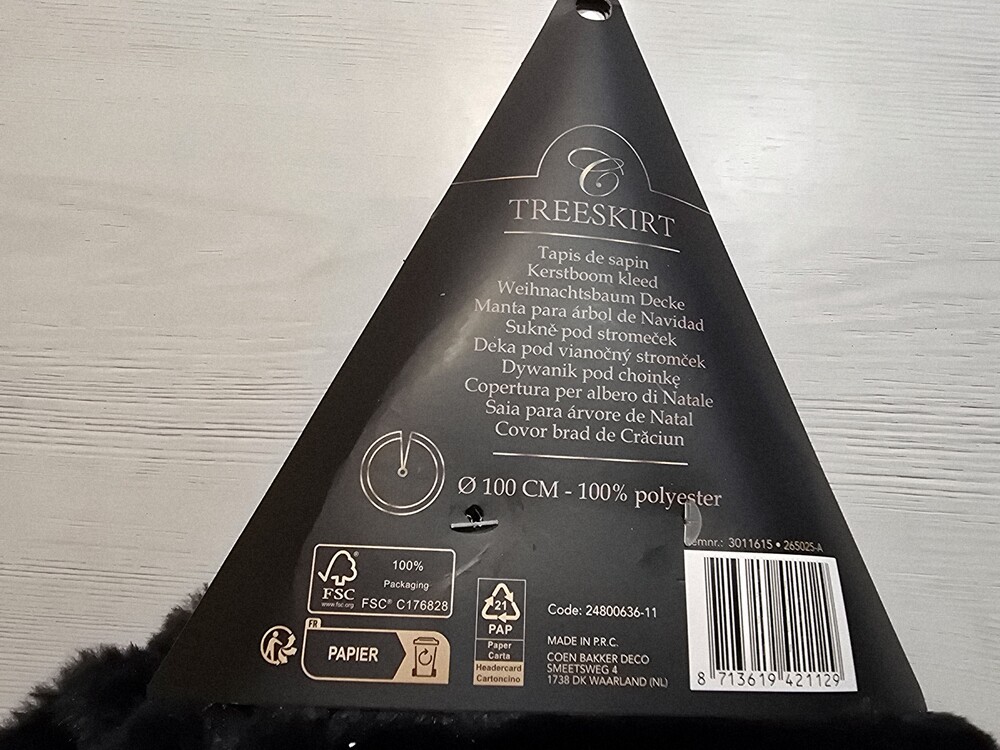 C
TREESKIRT
Tapis de sapin
Kerstboom kleed
Weihnachtsbaum Decke
Manta para árbol de Navidad
Sukně pod stromeček
Deka pod vianočný stromček
Dywanik pod choinkę
Copertura per albero di Natale
Saia para árvore de Natal
Covor brad de Crăciun
Ø 100 CM - 100% polyester
3011615 • 265025-A
100%
Packaging
FSC
www.fsc.org
FSC® C176828
FR
PAPIER
21
PAP
Paper
Carta
Headercard
Cartoncino
Code: 24800636-11
MADE IN P.R.C.
COEN BAKKER DECO
SMEETSWEG 4
1738 DK WAARLAND (NL)
8 713619 421129